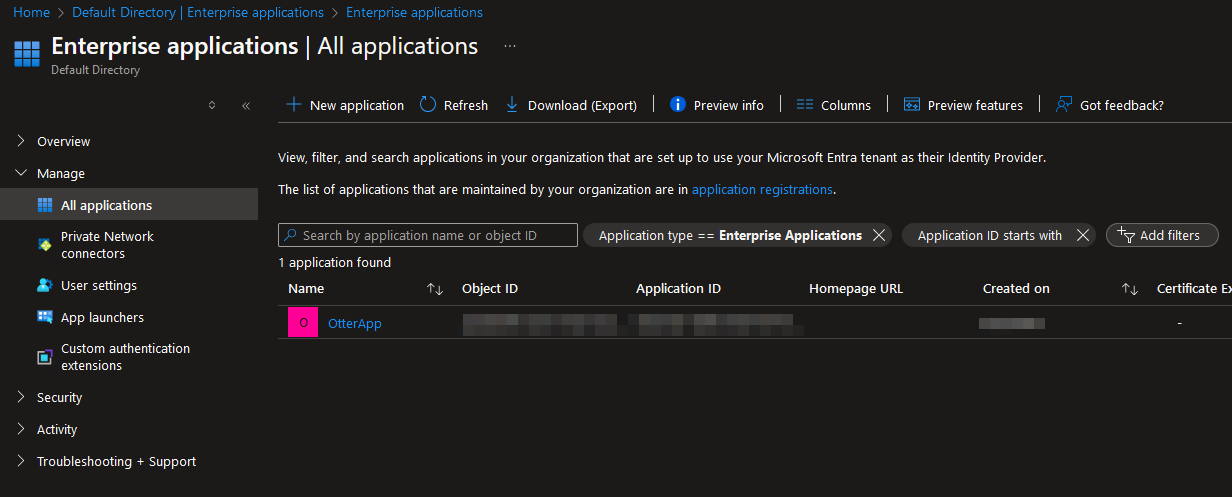 Home > Default Directory | Enterprise applications > Enterprise applications
Enterprise applications | All applications ...
Default Directory
New application Refresh Download (Export) Preview info Columns Preview features Got feedback?
Overview
Manage
All applications
Private Network
connectors
User settings
App launchers
Custom authentication
extensions
Security
Activity
Troubleshooting + Support
View, filter, and search applications in your organization that are set up to use your Microsoft Entra tenant as their Identity Provider.
The list of applications that are maintained by your organization are in application registrations.
Search by application name or object ID Application type == Enterprise Applications Application ID starts with Add filters
1 application found
Name Object ID Application ID Homepage URL Created on Certificate Ex
O OtterApp -